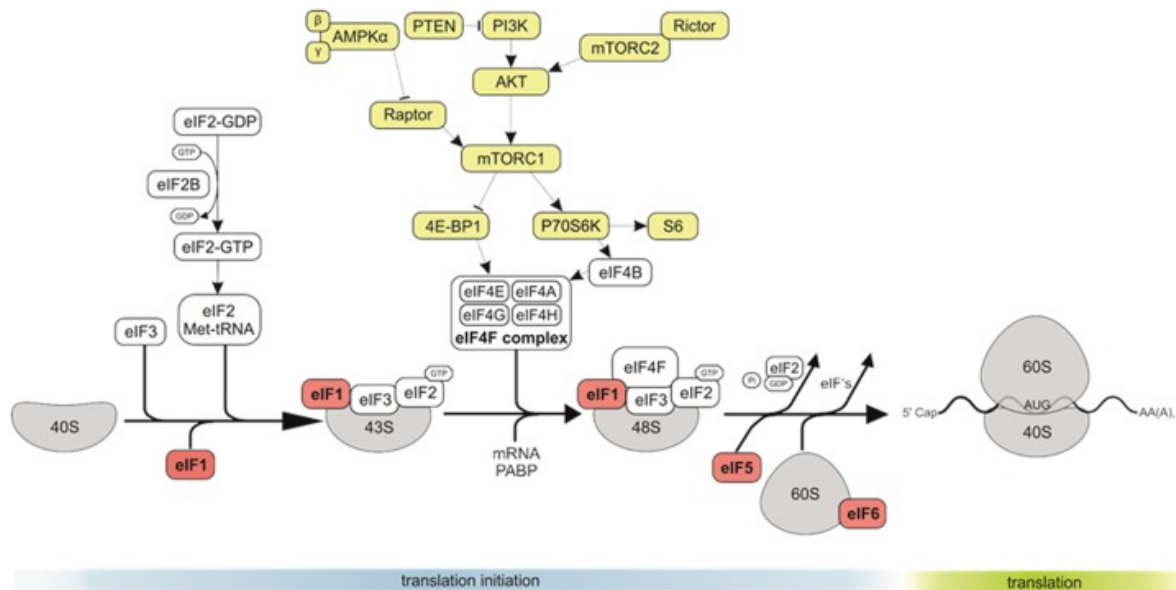 β
γ
AMPKα
PTEN
PI3K
Rictor
mTORC2
AKT
Raptor
mTORC1
eIF2-GDP
GTP
eIF2B
GDP
eIF2-GTP
eIF2
Met-tRNA
eIF3
4E-BP1
P70S6K
S6
eIF4B
eIF4E
eIF4A
eIF4G
eIF4H
eIF4F complex
40S
eIF1
eIF1
eIF3
eIF2
GTP
43S
mRNA
PABP
eIF4F
eIF1
eIF3
eIF2
GTP
48S
Pi
eIF2
GDP
eIF`s
eIF5
60S
eIF6
60S
5' Cap
AUG
AA(A).
40S
translation initiation
translation